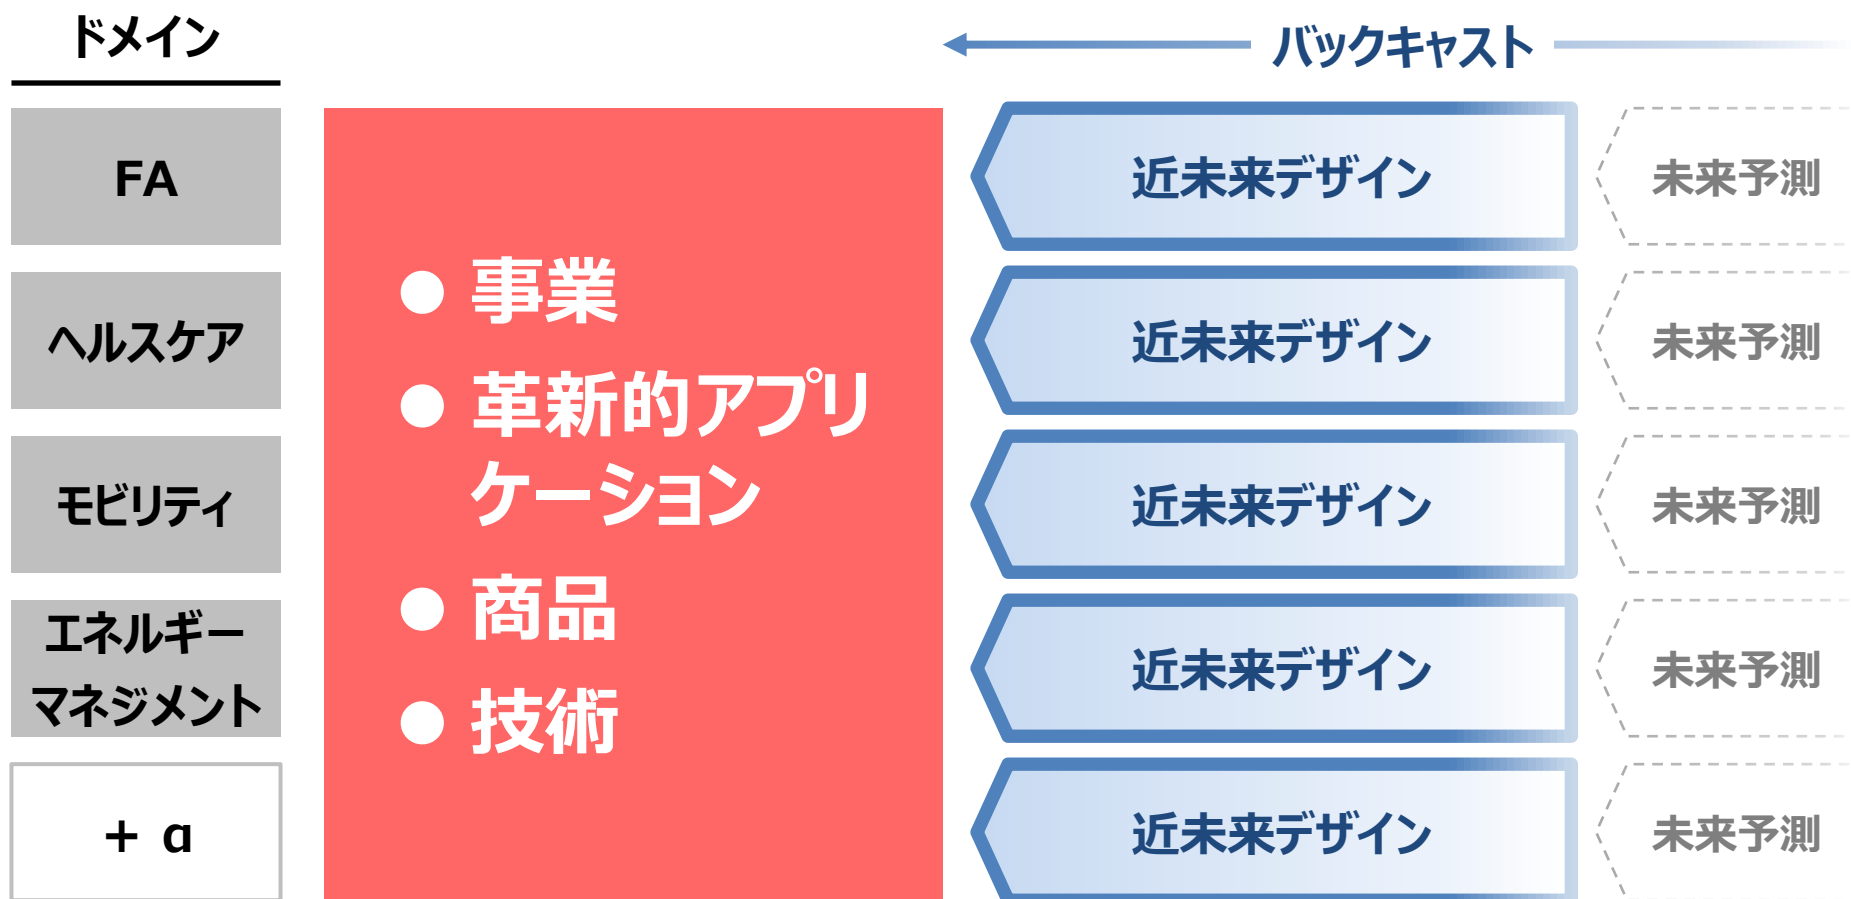 ドメイン
バックキャスト
FA
ヘルスケア
モビリティ
エネルギー
マネジメント
+ α
● 事業
● 革新的アプリ
ケーション
● 商品
● 技術
近未来デザイン
未来予測
近未来デザイン
未来予測
近未来デザイン
未来予測
近未来デザイン
未来予測
近未来デザイン
未来予測